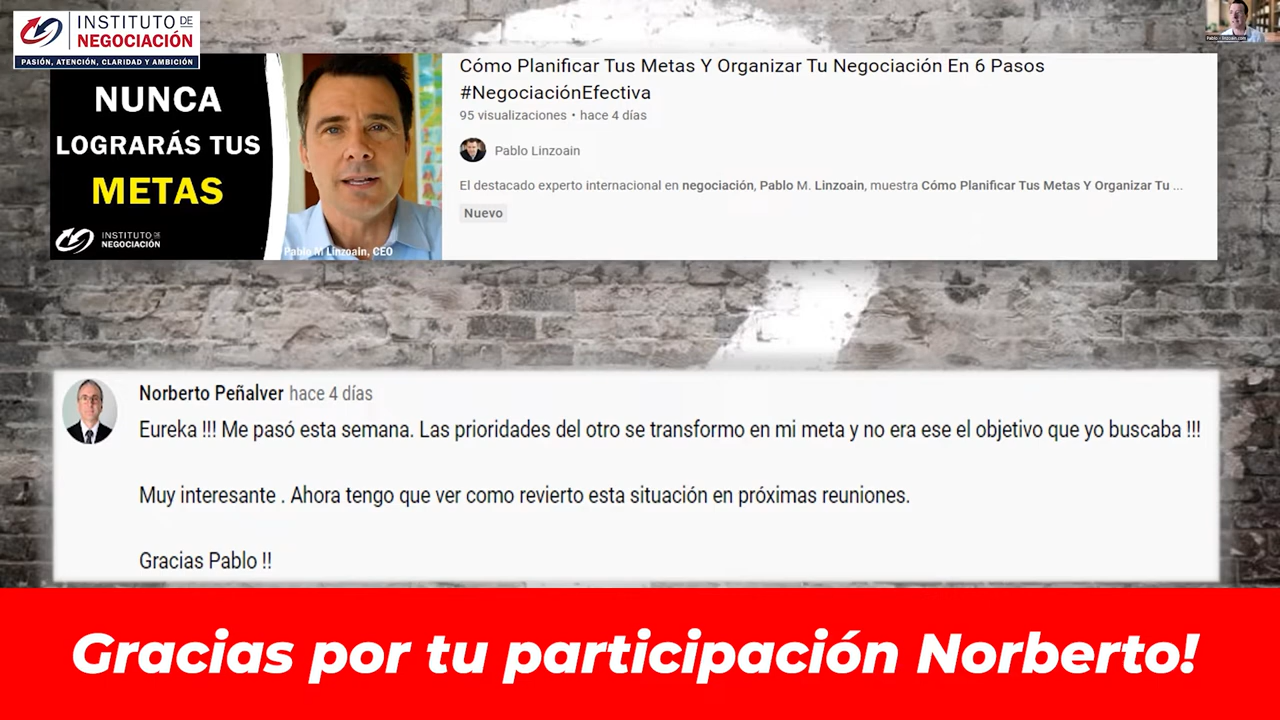 INSTITUTO DE
NEGOCIACIÓN
PASIÓN, ATENCIÓN, CLARIDAD Y AMBICIÓN
NUNCA
LOGRARÁS TUS
METAS
INSTITUTO DE
NEGOCIACIÓN
Pablo M Linzoain, CEO
Cómo Planificar Tus Metas Y Organizar Tu Negociación En 6 Pasos
#NegociaciónEfectiva
95 visualizaciones • hace 4 días
Pablo Linzoain
El destacado experto internacional en negociación, Pablo M. Linzoain, muestra Cómo Planificar Tus Metas Y Organizar Tu ...
Nuevo
Norberto Peñalver hace 4 días
Eureka !!! Me pasó esta semana. Las prioridades del otro se transformo en mi meta y no era ese el objetivo que yo buscaba !!!
Muy interesante . Ahora tengo que ver como revierto esta situación en próximas reuniones.
Gracias Pablo !!
Gracias por tu participación Norberto!